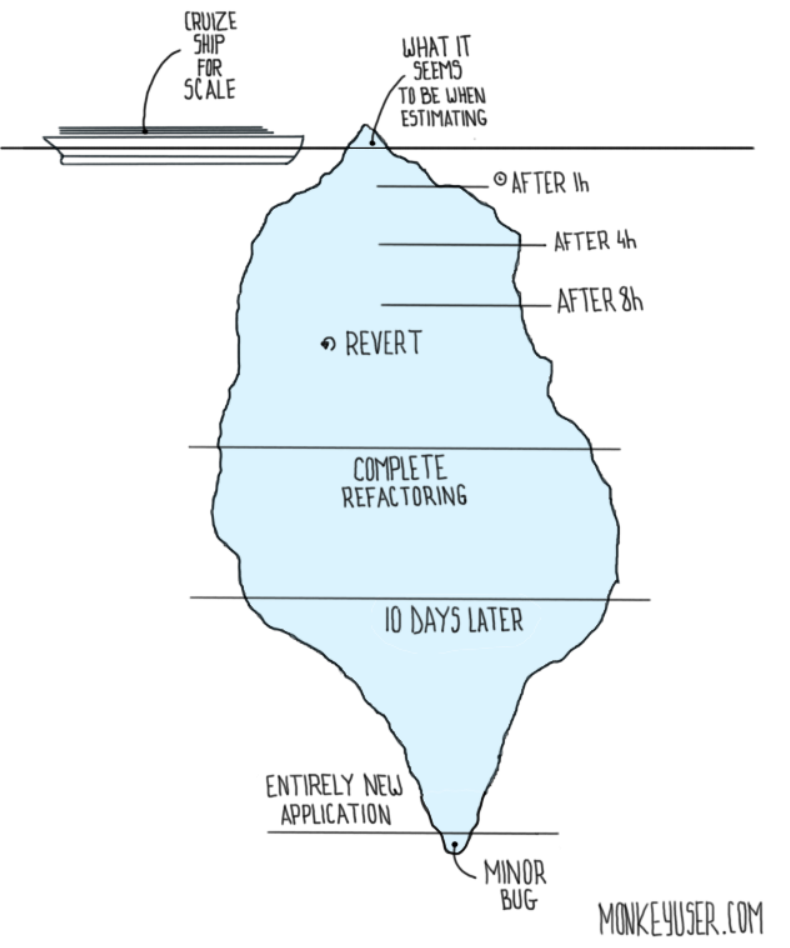 CRUIZE
SHIP
FOR
SCALE
WHAT IT
SEEMS
TO BE WHEN
ESTIMATING
AFTER 1h
AFTER 4h
AFTER 8h
REVERT
COMPLETE
REFACTORING
10 DAYS LATER
ENTIRELY NEW
APPLICATION
MINOR
BUG
MONKEYUSER.COM